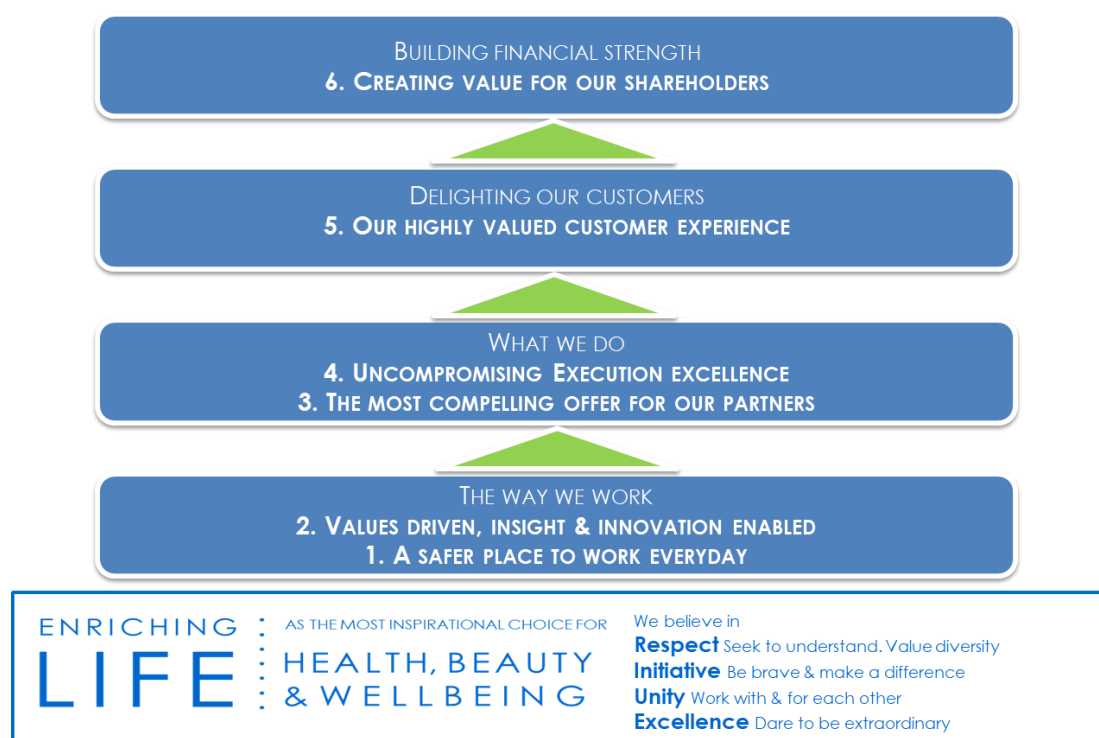 BUILDING FINANCIAL STRENGTH
6. CREATING VALUE FOR OUR SHAREHOLDERS
DELIGHTING OUR CUSTOMERS
5. OUR HIGHLY VALUED CUSTOMER EXPERIENCE
WHAT WE DO
4. UNCOMPROMISING EXECUTION EXCELLENCE
3. THE MOST COMPELLING OFFER FOR OUR PARTNERS
THE WAY WE WORK
2. VALUES DRIVEN, INSIGHT & INNOVATION ENABLED
1. A SAFER PLACE TO WORK EVERYDAY
ENRICHING
LIFE
AS THE MOST INSPIRATIONAL CHOICE FOR
HEALTH, BEAUTY
& WELLBEING
We believe in
Respect Seek to understand. Value diversity
Initiative Be brave & make a difference
Unity Work with & for each other
Excellence Dare to be extraordinary